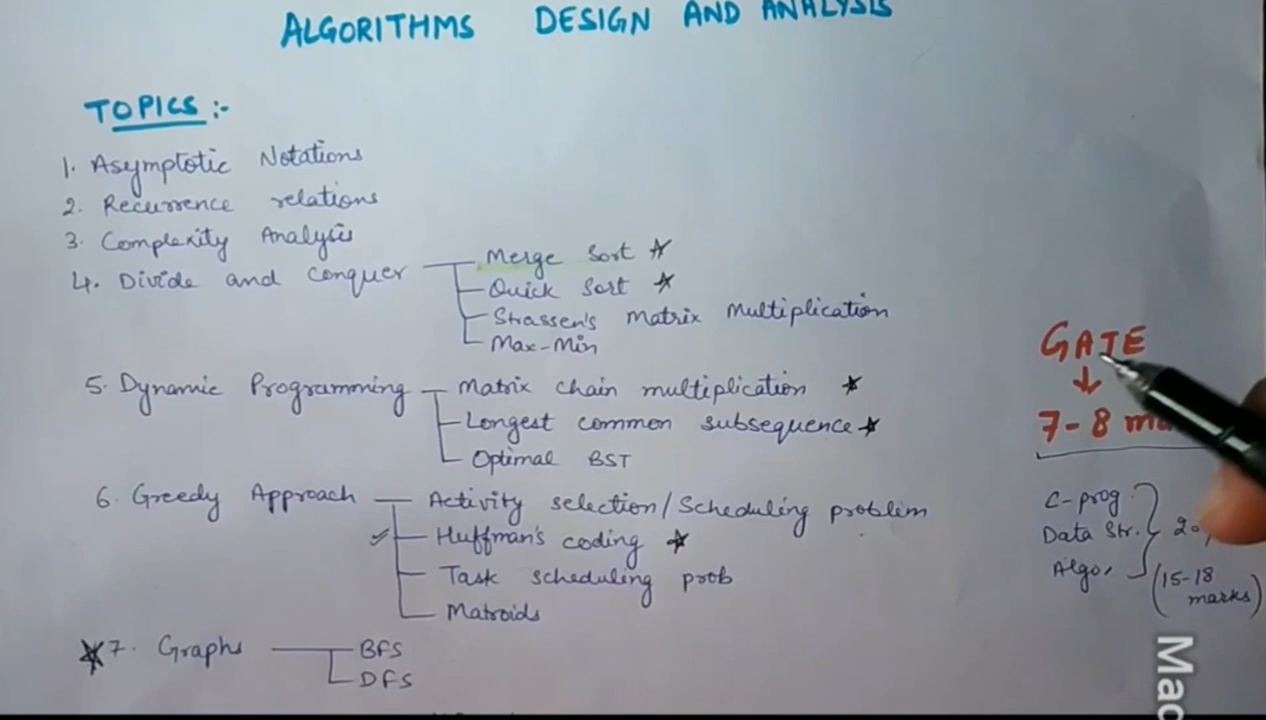 ALGORITHMS DESIGN AND ANALYSIS
TOPICS :-
1. Asymptotic Notations
2. Recurrence relations
3. Complexity Analysis
4. Divide and conquer
Merge Sort
Quick Sort
Strassen's Matrix Multiplication
Max-Min
5. Dynamic Programming
Matrix chain multiplication
Longest common subsequence
Optimal BST
6. Greedy Approach
Activity selection/Scheduling problem
Huffman's coding
Task scheduling prob
Matroids
7. Graphs
BFS
DFS
GATE
↓
7-8
C-prog
Data Str.
Algo.
(15-18
marks)
Mad